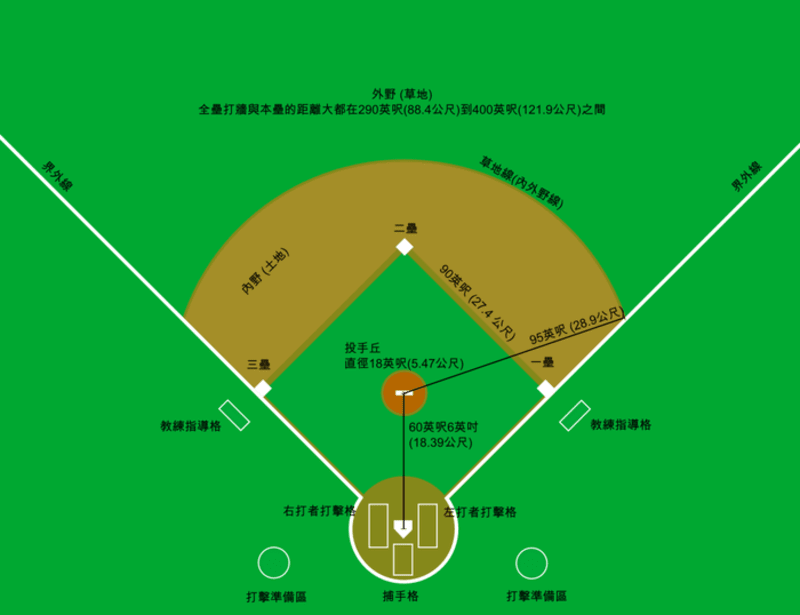 外野 (草地)
全壘打牆與本壘的距離大都在290英呎(88.4公尺)到400英呎(121.9公尺)之間
界外線
草地線(內外野線)
界外線
二壘
內野 (土地)
90英呎 (27.4 公尺)
95英呎 (28.9公尺)
投手丘
直徑18英呎(5.47公尺)
三壘
一壘
教練指導格
60英呎6英吋
(18.39公尺)
教練指導格
右打者打擊格
左打者打擊格
打擊準備區
捕手格
打擊準備區